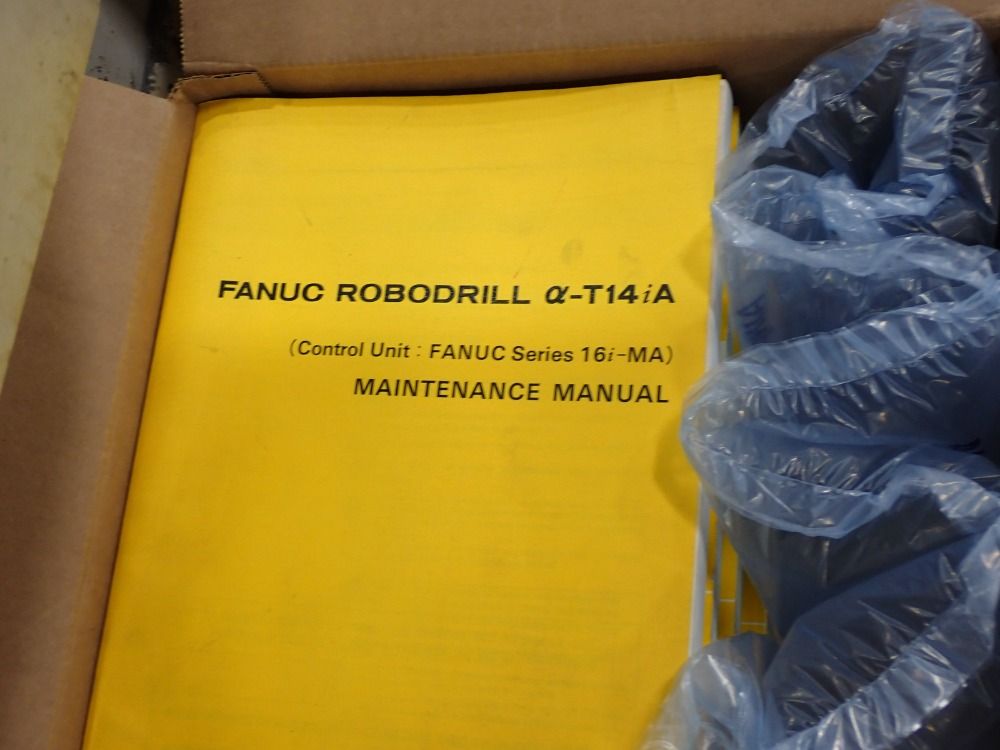 FANUC ROBODRILL α-T14iA
(Control Unit : FANUC Series 16i-MA)
MAINTENANCE MANUAL